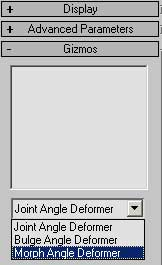 + Display
+ Advanced Parameters
- Gizmos
Joint Angle Deformer
Joint Angle Deformer
Bulge Angle Deformer
Morph Angle Deformer